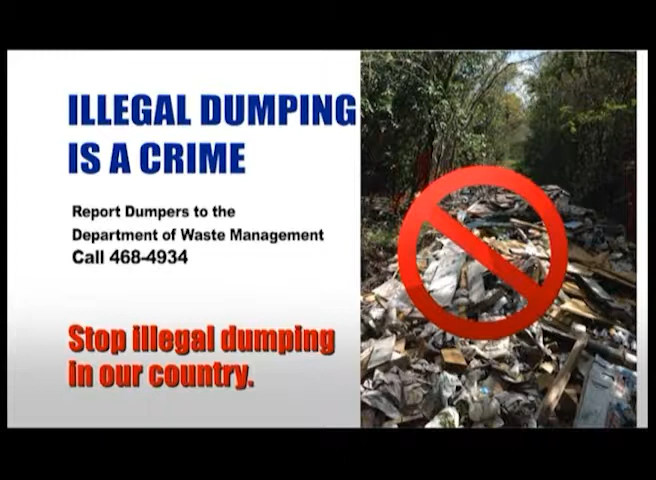 ILLEGAL DUMPING
IS A CRIME
Report Dumpers to the
Department of Waste Management
Call 468-4934
Stop illegal dumping
in our country.